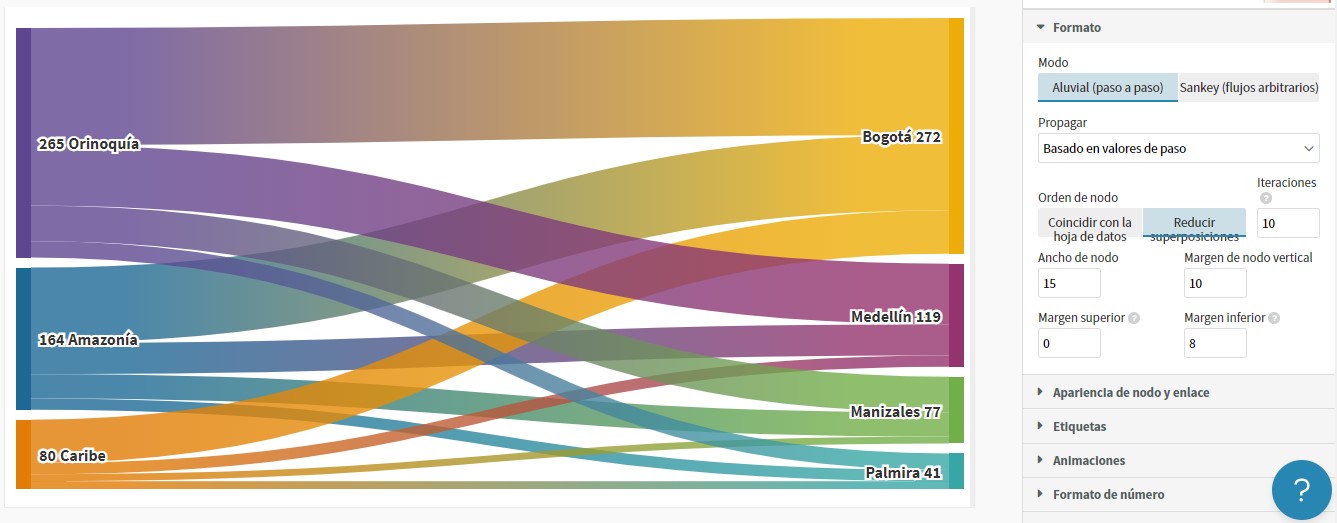 265 Orinoquía
164 Amazonía
80 Caribe
Bogotá 272
Medellín 119
Manizales 77
Palmira 41
Formato
Modo
Aluvial (paso a paso) Sankey (flujos arbitrarios)
Propagar
Basado en valores de paso
Iteraciones
Orden de nodo ?
Coincidir con la Reducir 10
hoja de datos superposiciones
Ancho de nodo Margen de nodo vertical
15 10
Margen superior ? Margen inferior ?
0 8
Apariencia de nodo y enlace
Etiquetas
Animaciones
Formato de número
?